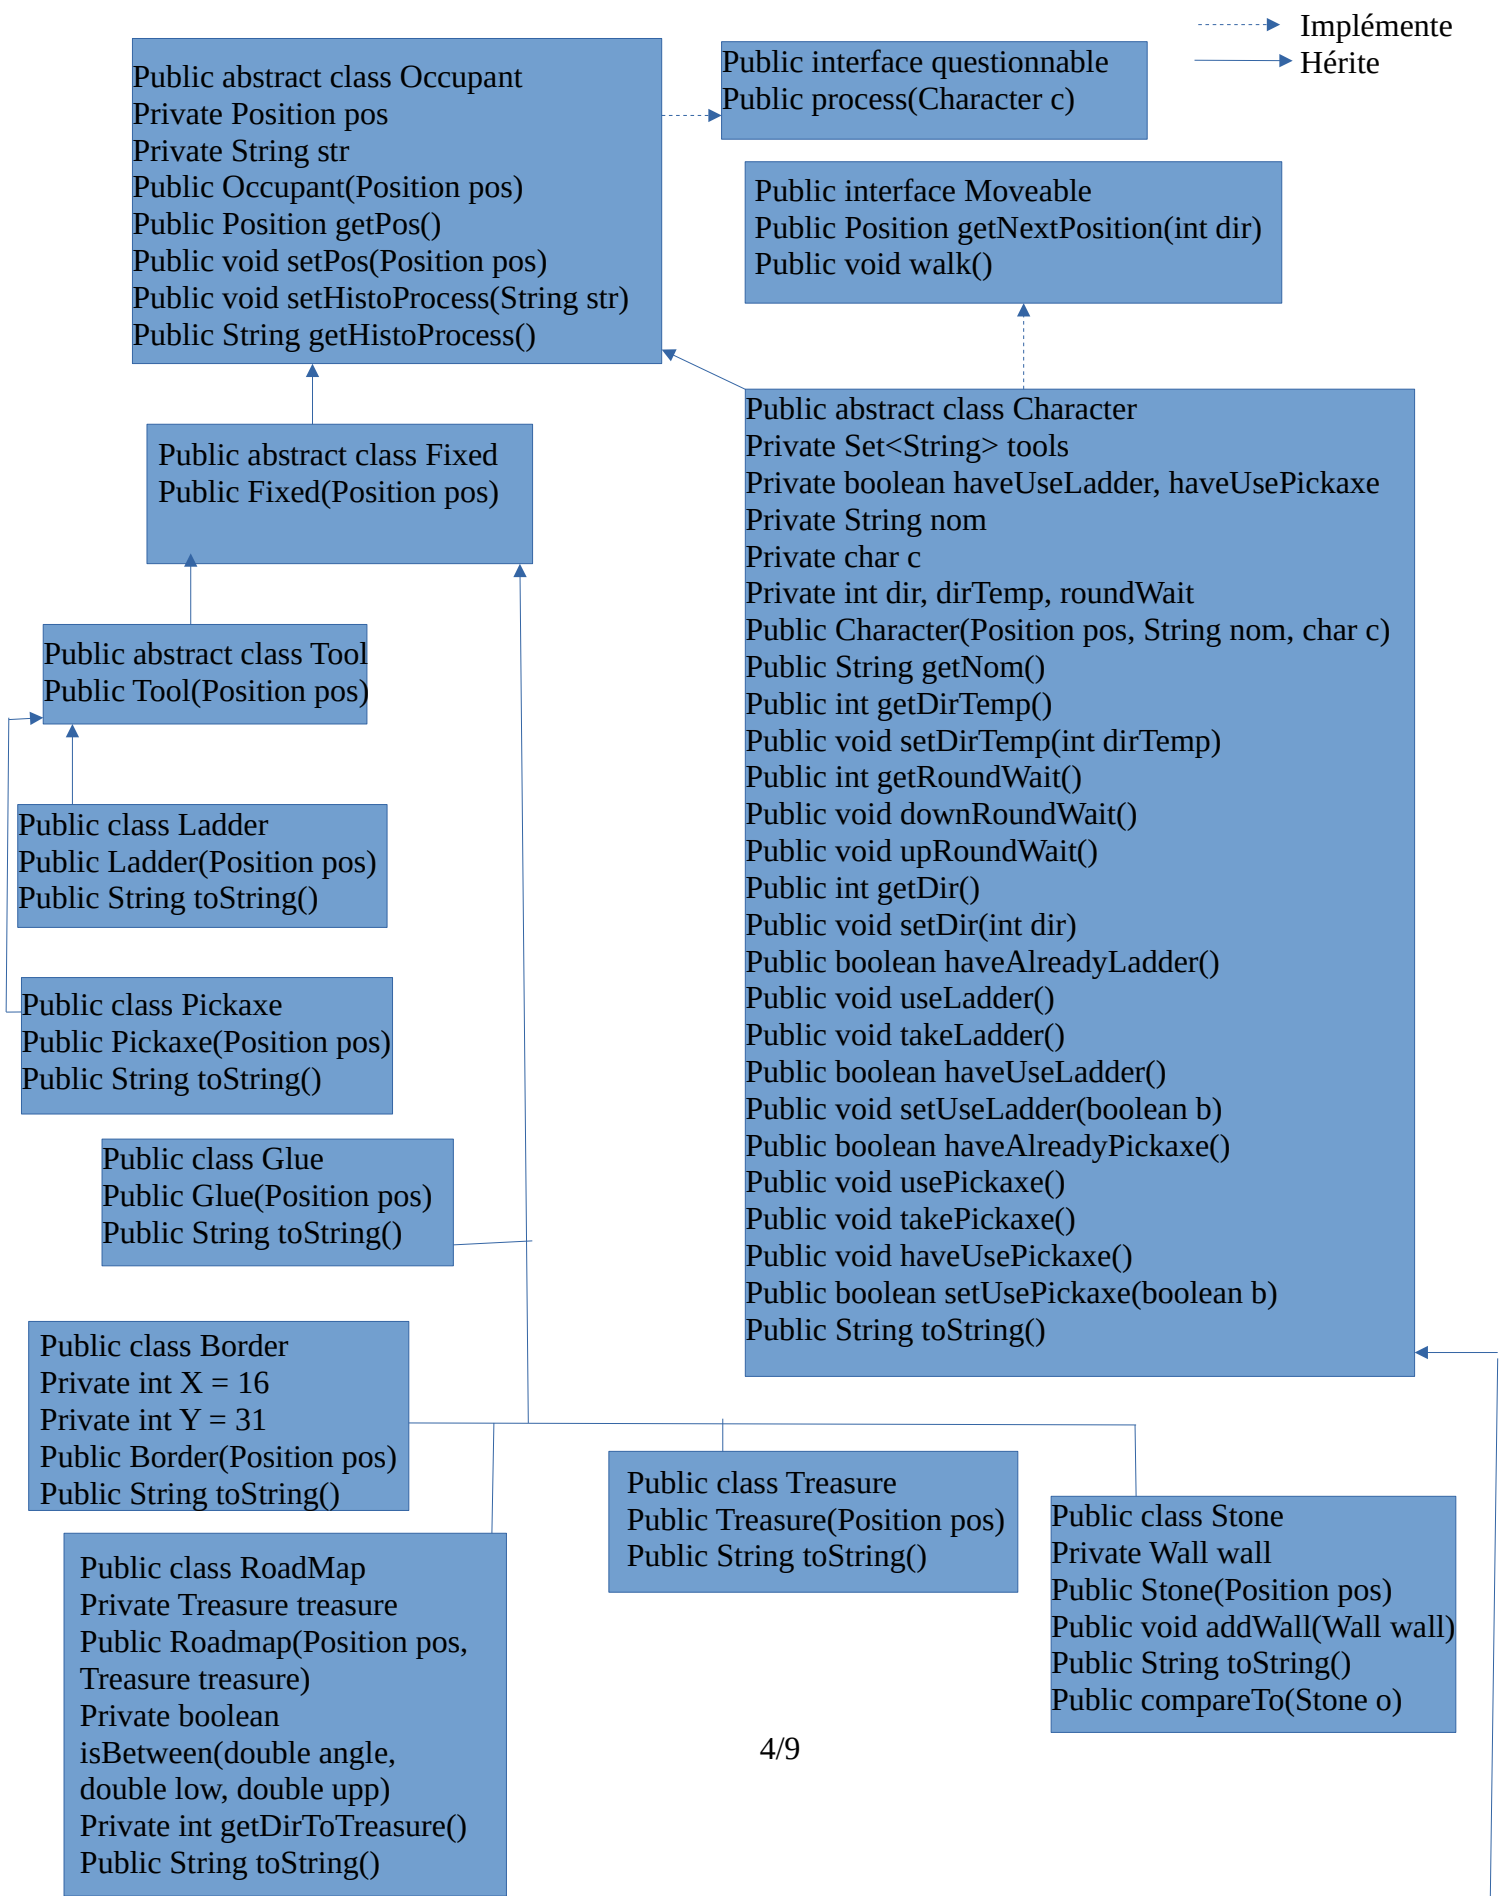 Implémente
Hérite
Public abstract class Occupant
Private Position pos
Private String str
Public Occupant(Position pos)
Public Position getPos()
Public void setPos(Position pos)
Public void setHistoProcess(String str)
Public String getHistoProcess()
Public interface questionnable
Public process(Character c)
Public interface Moveable
Public Position getNextPosition(int dir)
Public void walk()
Public abstract class Fixed
Public Fixed(Position pos)
Public abstract class Character
Private Set<String> tools
Private boolean haveUseLadder, haveUsePickaxe
Private String nom
Private char c
Private int dir, dirTemp, roundWait
Public Character(Position pos, String nom, char c)
Public String getNom()
Public int getDirTemp()
Public void setDirTemp(int dirTemp)
Public int getRoundWait()
Public void downRoundWait()
Public void upRoundWait()
Public int getDir()
Public void setDir(int dir)
Public boolean haveAlreadyLadder()
Public void useLadder()
Public void takeLadder()
Public boolean haveUseLadder()
Public void setUseLadder(boolean b)
Public boolean haveAlreadyPickaxe()
Public void usePickaxe()
Public void takePickaxe()
Public void haveUsePickaxe()
Public boolean setUsePickaxe(boolean b)
Public String toString()
Public abstract class Tool
Public Tool(Position pos)
Public class Ladder
Public Ladder(Position pos)
Public String toString()
Public class Pickaxe
Public Pickaxe(Position pos)
Public String toString()
Public class Glue
Public Glue(Position pos)
Public String toString()
Public class Border
Private int X = 16
Private int Y = 31
Public Border(Position pos)
Public String toString()
Public class Treasure
Public Treasure(Position pos)
Public String toString()
Public class Stone
Private Wall wall
Public Stone(Position pos)
Public void addWall(Wall wall)
Public String toString()
Public compareTo(Stone o)
Public class RoadMap
Private Treasure treasure
Public Roadmap(Position pos,
Treasure treasure)
Private boolean
isBetween(double angle,
double low, double upp)
Private int getDirToTreasure()
Public String toString()
4/9